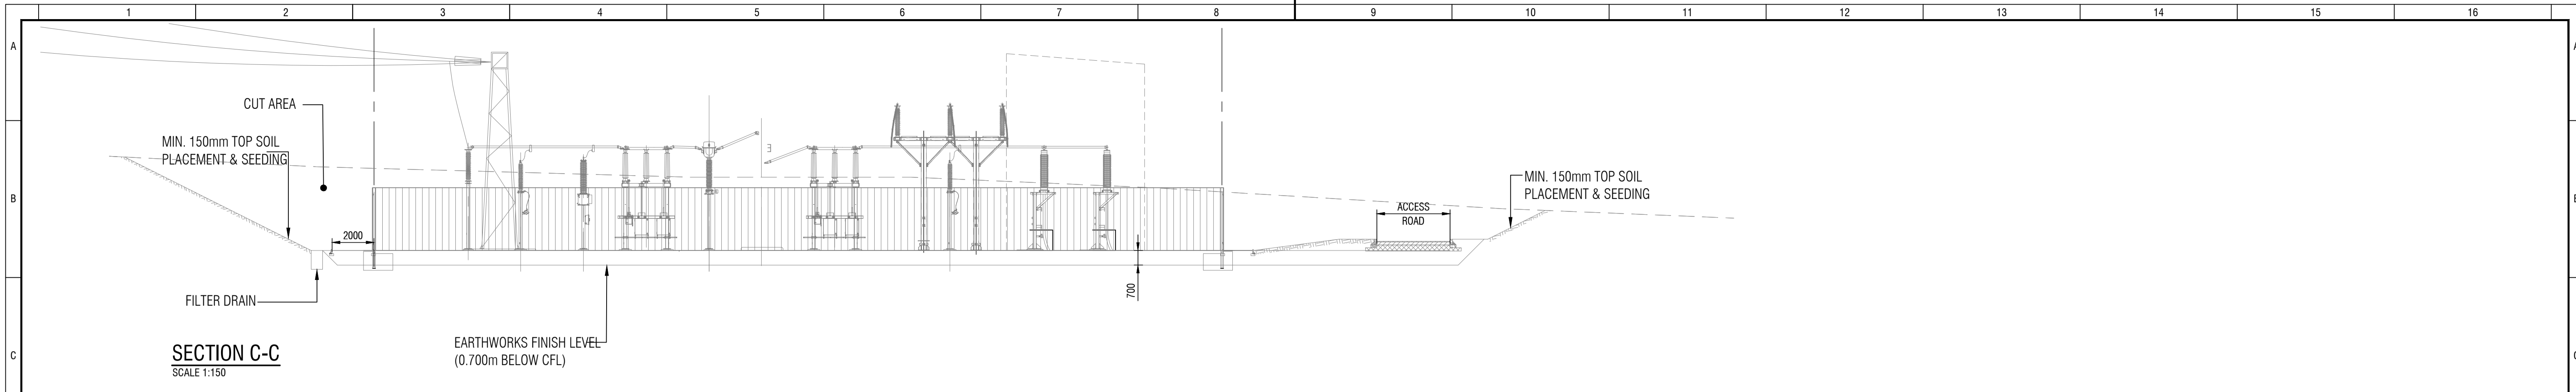 1 2 3 4 5 6 7 8 9 10 11 12 13 14 15 16
A
CUT AREA
MIN. 150mm TOP SOIL
PLACEMENT & SEEDING
MIN. 150mm TOP SOIL
PLACEMENT & SEEDING
B
ACCESS
ROAD
2000
700
FILTER DRAIN
EARTHWORKS FINISH LEVEL
(0.700m BELOW CFL)
SECTION C-C
SCALE 1:150
C